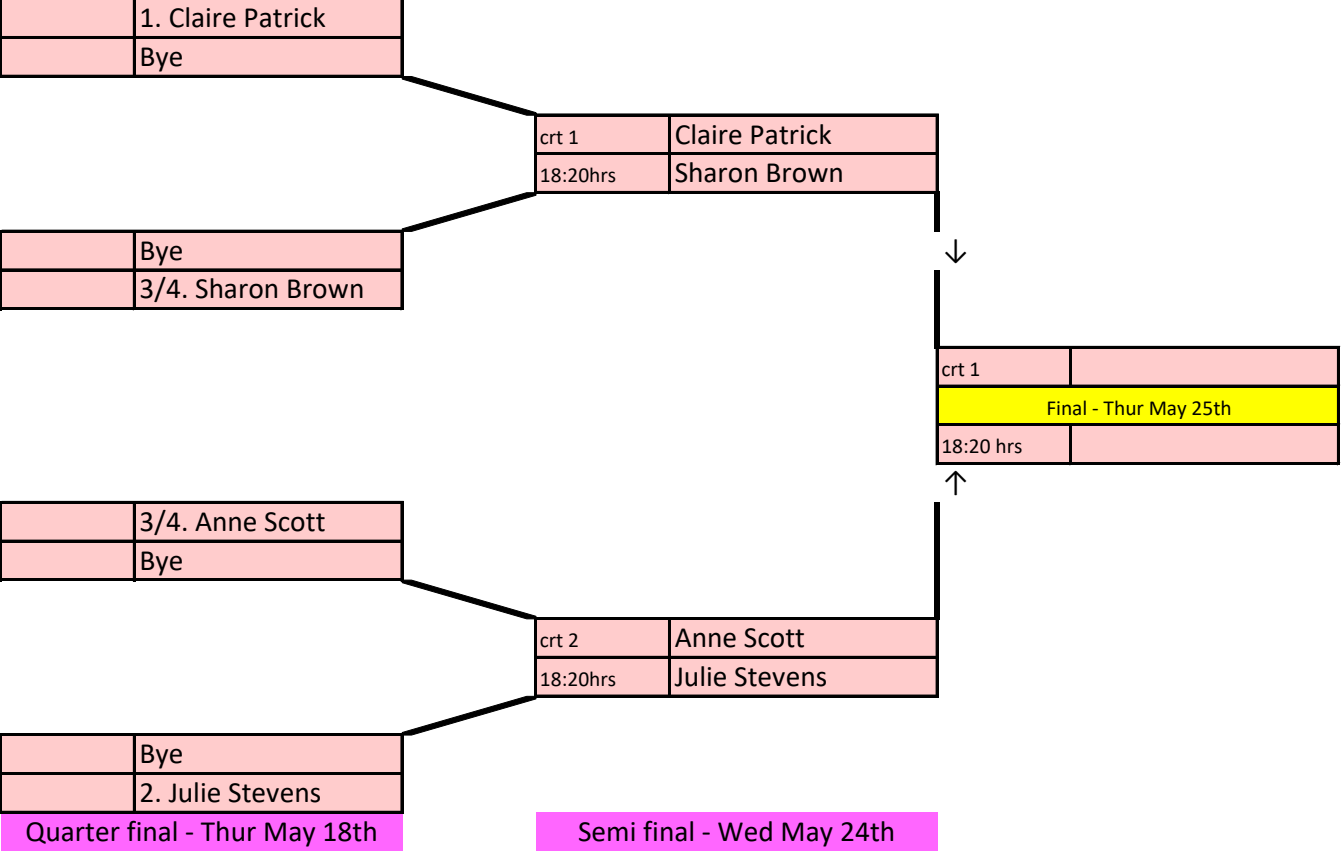 1. Claire Patrick
Bye
crt 1 Claire Patrick
18:20hrs Sharon Brown
Bye
↓
3/4. Sharon Brown
crt 1
Final - Thur May 25th
18:20 hrs
↑
3/4. Anne Scott
Bye
crt 2 Anne Scott
18:20hrs Julie Stevens
Bye
2. Julie Stevens
Quarter final - Thur May 18th
Semi final - Wed May 24th